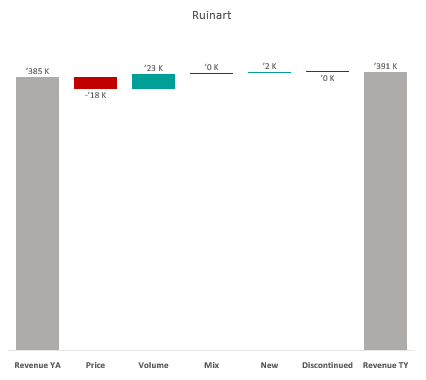 Ruinart
'385 K
-'18 K
'23 K
'0 K
'2 K
'0 K
'391 K
Revenue YA
Price
Volume
Mix
New
Discontinued
Revenue TY